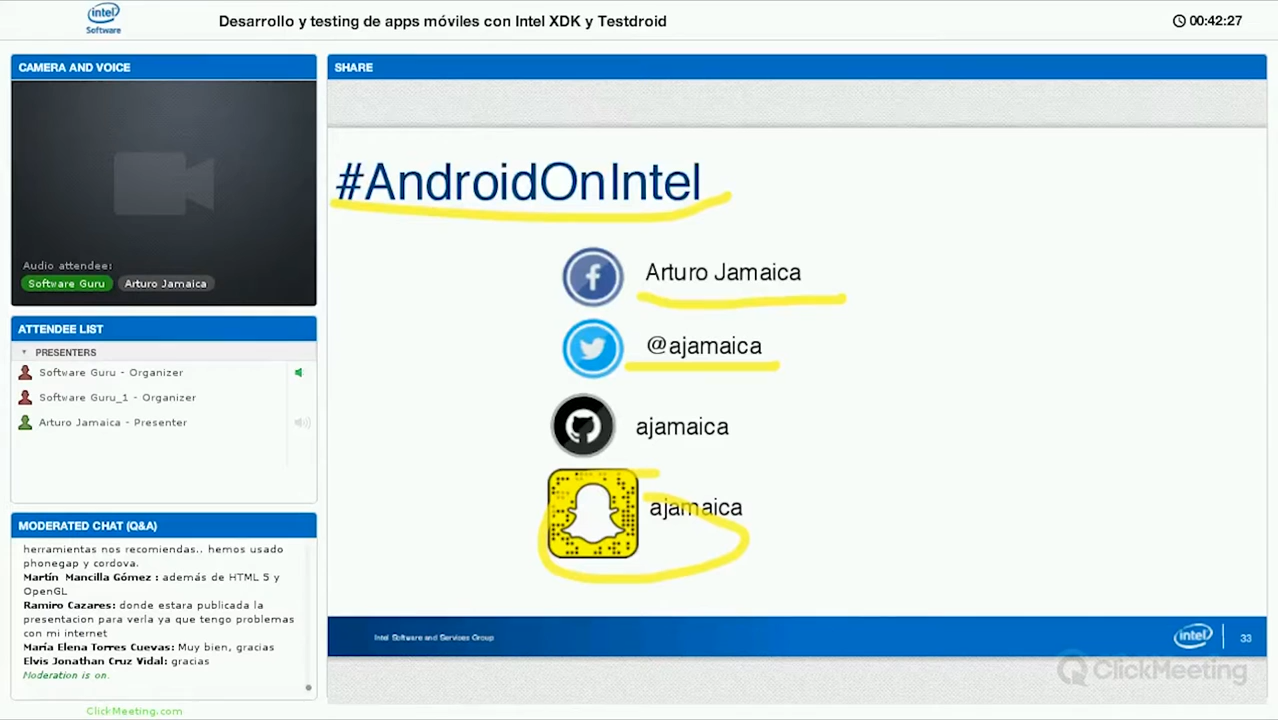 intel
Software
Desarrollo y testing de apps móviles con Intel XDK y Testdroid
00:42:27
CAMERA AND VOICE
Audio attendee:
Software Guru
Arturo Jamaica
ATTENDEE LIST
PRESENTERS
Software Guru - Organizer
Software Guru_1 - Organizer
Arturo Jamaica - Presenter
MODERATED CHAT (Q&A)
herramientas nos recomiendas.. hemos usado
phonegap y cordova.
Martín Mancilla Gómez : además de HTML 5 y
OpenGL
Ramiro Cazares: donde estara publicada la
presentacion para verla ya que tengo problemas
con mi internet
María Elena Torres Cuevas: Muy bien, gracias
Elvis Jonathan Cruz Vidal: gracias
Moderation is on.
ClickMeeting.com
SHARE
#AndroidOnIntel
Arturo Jamaica
@ajamaica
ajamaica
ajamaica
Intel Software and Services Group
intel
33
ClickMeeting